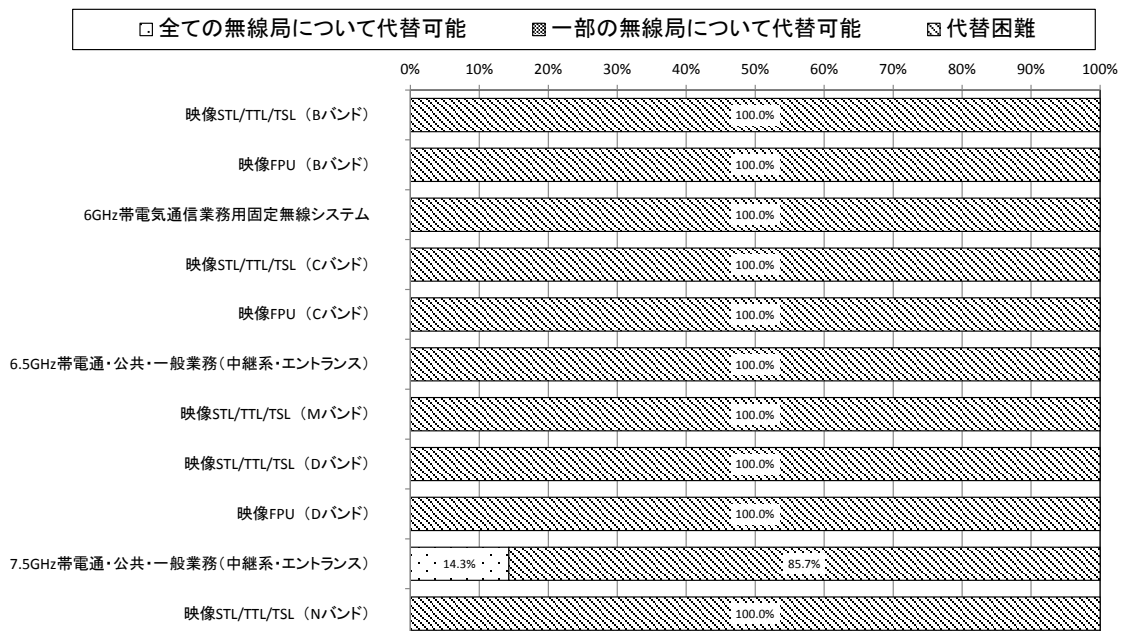 全ての無線局について代替可能 一部の無線局について代替可能 代替困難
0% 10% 20% 30% 40% 50% 60% 70% 80% 90% 100%
映像STL/TTL/TSL（Bバンド） 100.0%
映像FPU（Bバンド） 100.0%
6GHz帯電気通信業務用固定無線システム 100.0%
映像STL/TTL/TSL（Cバンド） 100.0%
映像FPU（Cバンド） 100.0%
6.5GHz帯電通・公共・一般業務（中継系・エントランス） 100.0%
映像STL/TTL/TSL（Mバンド） 100.0%
映像STL/TTL/TSL（Dバンド） 100.0%
映像FPU（Dバンド） 100.0%
7.5GHz帯電通・公共・一般業務（中継系・エントランス） 14.3% 85.7%
映像STL/TTL/TSL（Nバンド） 100.0%